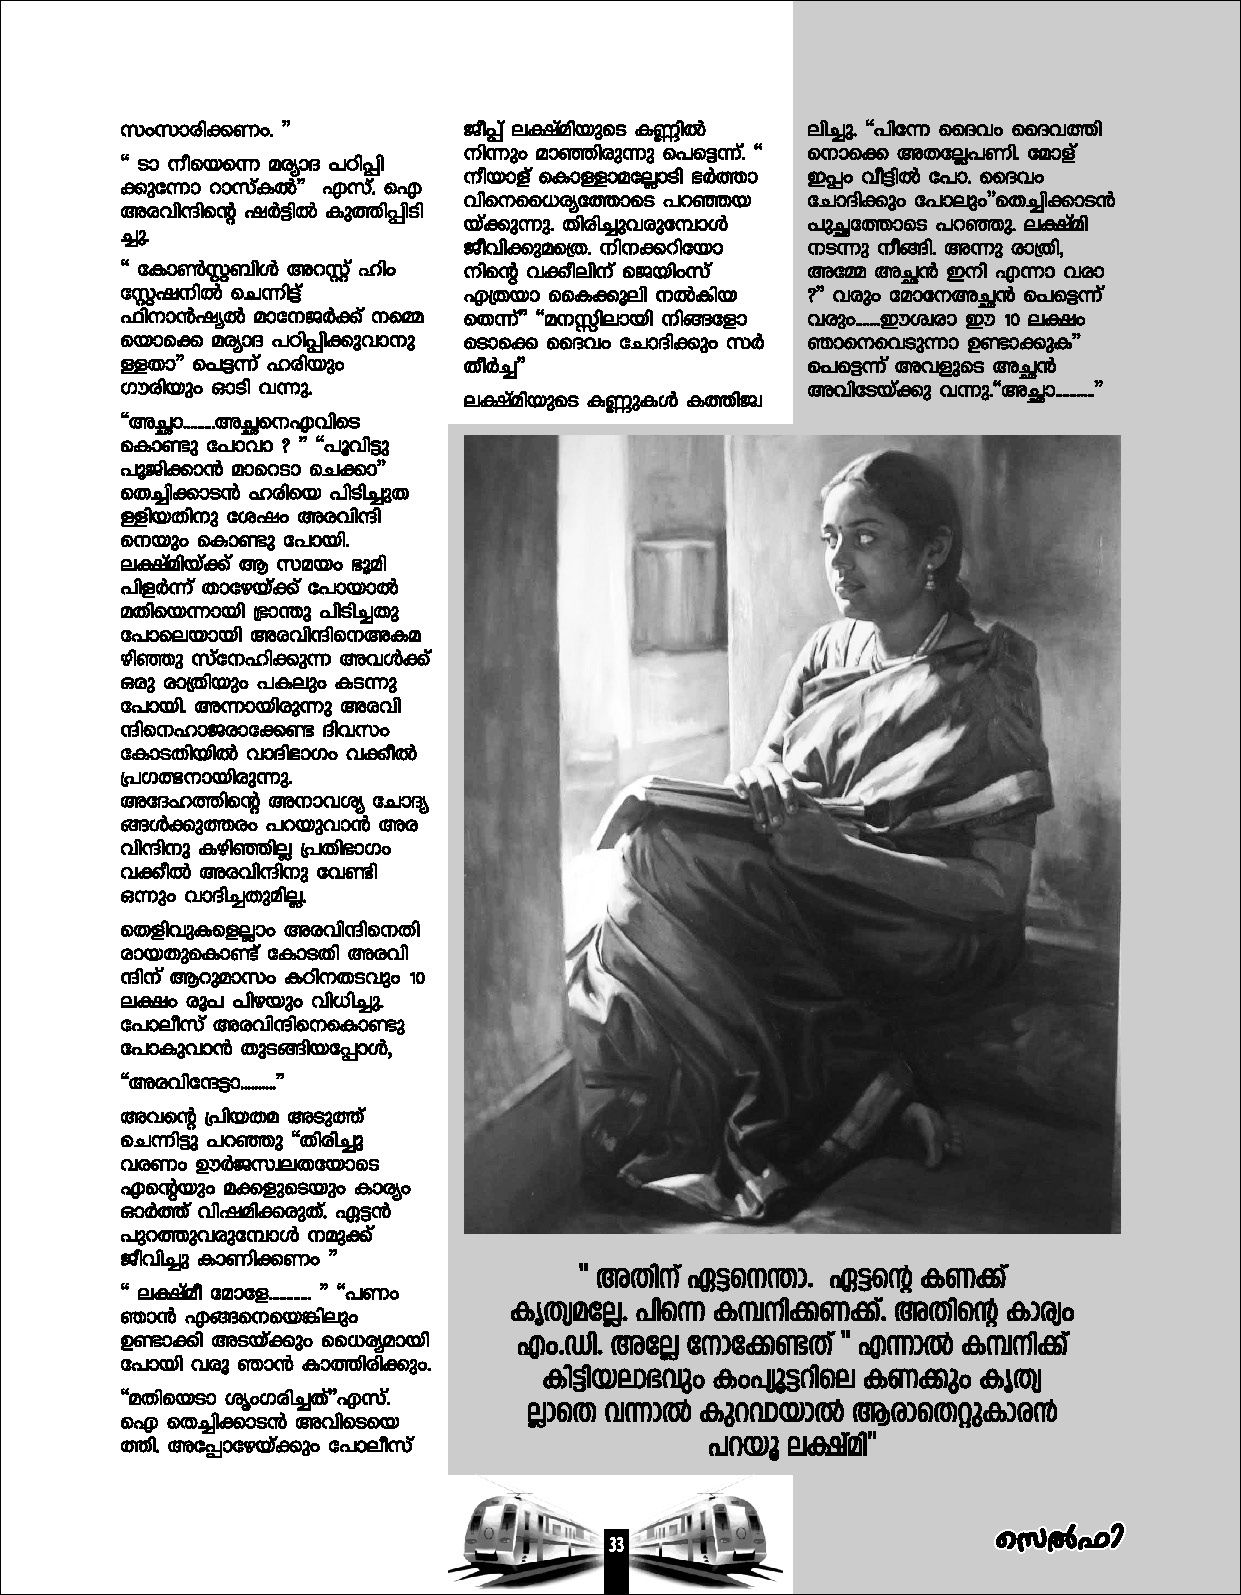 സംസാരിക്കണം. ”
“ ടാ നീയെന്നെ മര്യാദ പഠിപ്പി
ക്കുന്നോ റാസ്കൽ”  എസ്. ഐ
അരവിന്ദിന്റെ ഷർട്ടിൽ കുത്തിപ്പിടി
ച്ചു.
“ കോൺസ്റ്റബിൾ അറസ്റ്റ് ഹിം
സ്റ്റേഷനിൽ ചെന്നിട്ട്
ഫിനാൻഷ്യൽ മാനേജർക്ക് നമ്മെ
യൊക്കെ മര്യാദ പഠിപ്പിക്കുവാനു
ള്ളതാ” പെട്ടന്ന് ഹരിയും
ഗൗരിയും ഓടി വന്നു.
“അച്ഛാ.......അച്ഛനെഎവിടെ
കൊണ്ടു പോവാ ? ” “പൂവിട്ടു
പൂജിക്കാൻ മാറെടാ ചെക്കാ”
തെച്ചിക്കാടൻ ഹരിയെ പിടിച്ചുത
ള്ളിയതിനു ശേഷം അരവിന്ദി
നെയും കൊണ്ടു പോയി.
ലക്ഷ്മിയ്ക്ക് ആ സമയം ഭൂമി
പിളർന്ന് താഴേയ്ക്ക് പോയാൽ
മതിയെന്നായി ഭ്രാന്തു പിടിച്ചതു
പോലെയായി അരവിന്ദിനെഅകമ
ഴിഞ്ഞു സ്നേഹിക്കുന്ന അവൾക്ക്
ഒരു രാത്രിയും പകലും കടന്നു
പോയി. അന്നായിരുന്നു അരവി
ന്ദിനെഹാജരാക്കേണ്ട ദിവസം
കോടതിയിൽ വാദിഭാഗം വക്കീൽ
പ്രഗത്ഭനായിരുന്നു.
അദേഹത്തിന്റെ അനാവശ്യ ചോദ്യ
ങ്ങൾക്കുത്തരം പറയുവാൻ അര
വിന്ദിനു കഴിഞ്ഞില്ല പ്രതിഭാഗം
വക്കീൽ അരവിന്ദിനു വേണ്ടി
ഒന്നും വാദിച്ചതുമില്ല.
തെളിവുകളെല്ലാം അരവിന്ദിനെതി
രായതുകൊണ്ട് കോടതി അരവി
ന്ദിന് ആറുമാസം കഠിനതടവും 10
ലക്ഷം രൂപ പിഴയും വിധിച്ചു.
പോലീസ് അരവിന്ദിനെകൊണ്ടു
പോകുവാൻ തുടങ്ങിയപ്പോൾ,
“അരവിന്ദേട്ടാ..........”
അവന്റെ പ്രിയതമ അടുത്ത്
ചെന്നിട്ടു പറഞ്ഞു “തിരിച്ചു
വരണം ഊർജസ്വലതയോടെ
എന്റെയും മക്കളുടെയും കാര്യം
ഓർത്ത് വിഷമിക്കരുത്. ഏട്ടൻ
പുറത്തുവരുമ്പോൾ നമുക്ക്
ജീവിച്ചു കാണിക്കണം ”
“ ലക്ഷ്മീ മോളേ......... ” “പണം
ഞാൻ എങ്ങനെയെങ്കിലും
ഉണ്ടാക്കി അടയ്ക്കും ധൈര്യമായി
പോയി വരൂ ഞാൻ കാത്തിരിക്കും.
“മതിയെടാ ശൃംഗരിച്ചത്”എസ്.
ഐ തെച്ചിക്കാടൻ അവിടെയെ
ത്തി. അപ്പോഴേയ്ക്കും പോലീസ്
ജീപ്പ് ലക്ഷ്മിയുടെ കണ്ണിൽ
നിന്നും മാഞ്ഞിരുന്നു പെട്ടെന്ന്. “
നീയാള് കൊള്ളാമല്ലോടി ഭർത്താ
വിനെധൈര്യത്തോടെ പറഞ്ഞയ
യ്ക്കുന്നു. തിരിച്ചുവരുമ്പോൾ
ജീവിക്കുമത്രെ. നിനക്കറിയോ
നിന്റെ വക്കീലിന് ജെയിംസ്
എത്രയാ കൈക്കൂലി നൽകിയ
തെന്ന്” “മനസ്സിലായി നിങ്ങളോ
ടൊക്കെ ദൈവം ചോദിക്കും സർ
തീർച്ച”
ലക്ഷ്മിയുടെ കണ്ണുകൾ കത്തിജ്വ
ലിച്ചു. “പിന്നേ ദൈവം ദൈവത്തി
നൊക്കെ അതല്ലേപണി. മോള്
ഇപ്പം വീട്ടിൽ പോ. ദൈവം
ചോദിക്കും പോലും”തെച്ചിക്കാടൻ
പുച്ഛത്തോടെ പറഞ്ഞു. ലക്ഷ്മി
നടന്നു നീങ്ങി. അന്നു രാത്രി,
അമ്മേ അച്ഛൻ ഇനി എന്നാ വരാ
?” വരും മോനേഅച്ഛൻ പെട്ടെന്ന്
വരും......ഈശ്വരാ ഈ 10 ലക്ഷം
ഞാനെവെടുന്നാ ഉണ്ടാക്കുക”
പെട്ടെന്ന് അവളുടെ അച്ഛൻ
അവിടേയ്ക്കു വന്നു.“അച്ഛാ.........”
" അതിന് ഏട്ടനെന്താ.  ഏട്ടന്റെ കണക്ക്
കൃത്യമല്ലേ. പിന്നെ കമ്പനിക്കണക്ക്. അതിന്റെ കാര്യം
എം.ഡി. അല്ലേ നോക്കേണ്ടത് " എന്നാൽ കമ്പനിക്ക്
കിട്ടിയലാഭവും കംപ്യൂട്ടറിലെ കണക്കും കൃത്യ
ല്ലാതെ വന്നാൽ കുറവായാൽ ആരാതെറ്റുകാരൻ
പറയൂ ലക്ഷ്മി"
33
സെൽഫി